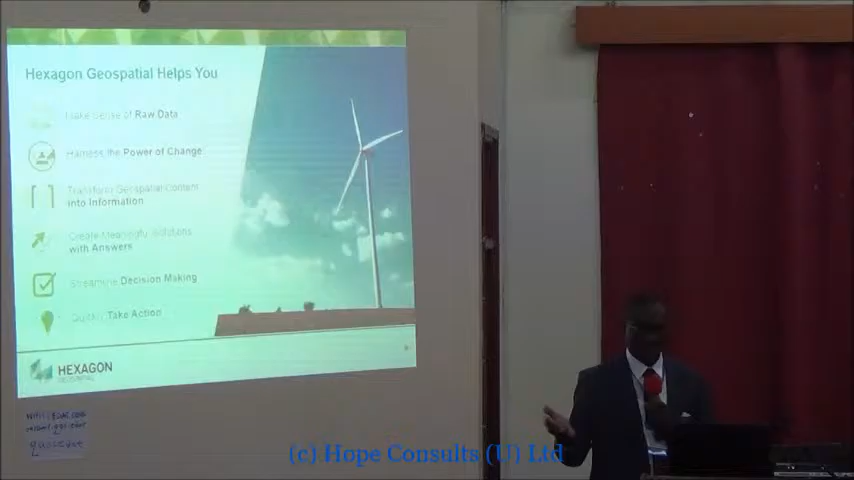 Hexagon Geospatial Helps You
Make Sense of Raw Data
Harness the Power of Change
Transform Geospatial Content
into Information
Create Meaningful Solutions
with Answers
Streamline Decision Making
Quickly Take Action
HEXAGON
GEOSPATIAL
(c) Hope Consults (U) Ltd